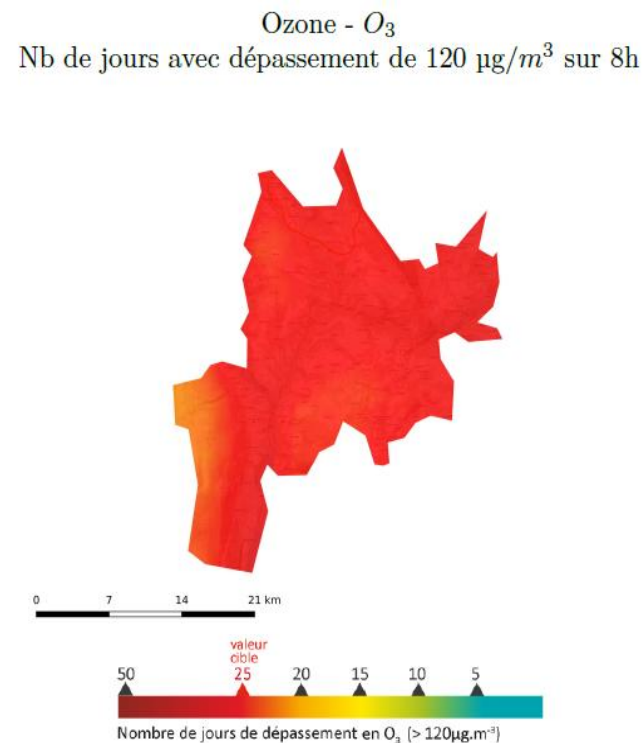 Ozone - O₃
Nb de jours avec dépassement de 120 µg/m³ sur 8h
0 7 14 21 km
valeur
cible
50 25 20 15 10 5
Nombre de jours de dépassement en O₃ (> 120µg.m⁻³)